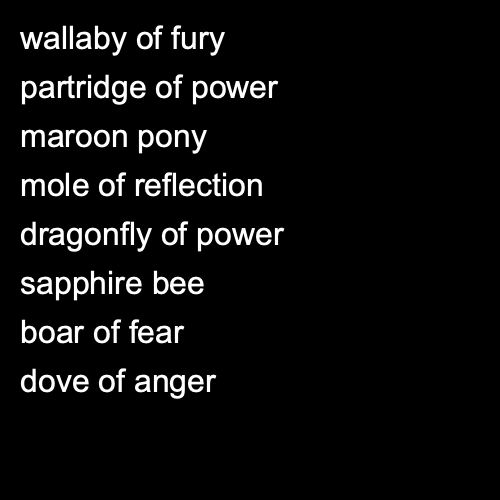 wallaby of fury
partridge of power
maroon pony
mole of reflection
dragonfly of power
sapphire bee
boar of fear
dove of anger